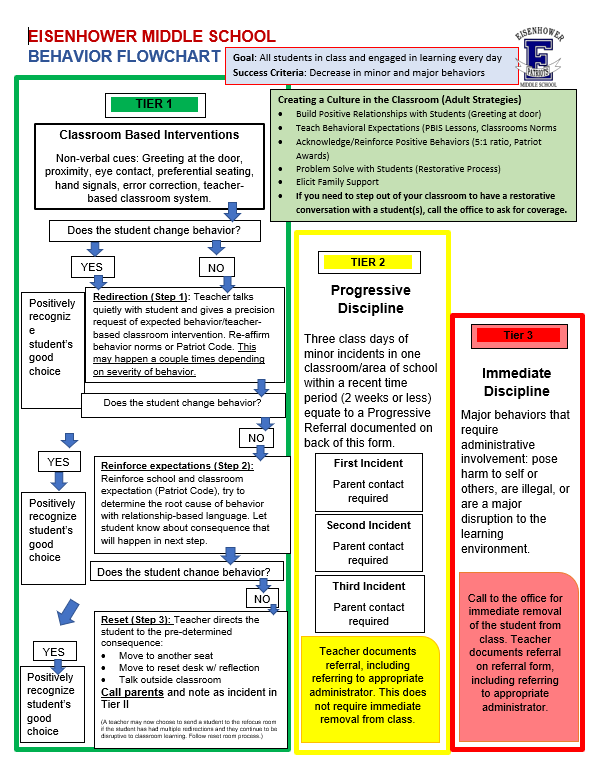 EISENHOWER MIDDLE SCHOOL
BEHAVIOR FLOWCHART
Goal: All students in class and engaged in learning every day
Success Criteria: Decrease in minor and major behaviors
EISENHOWER
E
PATRIOTS
MIDDLE SCHOOL
TIER 1
Classroom Based Interventions
Non-verbal cues: Greeting at the door,
proximity, eye contact, preferential seating,
hand signals, error correction, teacher-
based classroom system.
Creating a Culture in the Classroom (Adult Strategies)
• Build Positive Relationships with Students (Greeting at door)
• Teach Behavioral Expectations (PBIS Lessons, Classrooms Norms
• Acknowledge/Reinforce Positive Behaviors (5:1 ratio, Patriot
Awards)
• Problem Solve with Students (Restorative Process)
• Elicit Family Support
• If you need to step out of your classroom to have a restorative
conversation with a student(s), call the office to ask for coverage.
Does the student change behavior?
YES
NO
Positively
recogniz
e
student's
good
choice
Redirection (Step 1): Teacher talks
quietly with student and gives a precision
request of expected behavior/teacher-
based classroom intervention. Re-affirm
behavior norms or Patriot Code. This
may happen a couple times depending
on severity of behavior.
Does the student change behavior?
NO
YES
Positively
recognize
student's
good
choice
Reinforce expectations (Step 2):
Reinforce school and classroom
expectation (Patriot Code), try to
determine the root cause of behavior
with relationship-based language. Let
student know about consequence that
will happen in next step.
Does the student change behavior?
NO
YES
Positively
recognize
student's
good
choice
Reset (Step 3): Teacher directs the
student to the pre-determined
consequence:
• Move to another seat
• Move to reset desk w/ reflection
• Talk outside classroom
Call parents and note as incident in
Tier II
(A teacher may now choose to send a student to the refocus room
if the student has had multiple redirections and they continue to be
disruptive to classroom learning. Follow reset room process.)
TIER 2
Progressive
Discipline
Three class days of
minor incidents in one
classroom/area of school
within a recent time
period (2 weeks or less)
equate to a Progressive
Referral documented on
back of this form.
First Incident
Parent contact
required
Second Incident
Parent contact
required
Third Incident
Parent contact
required
Teacher documents
referral, including
referring to appropriate
administrator. This does
not require immediate
removal from class.
Tier 3
Immediate
Discipline
Major behaviors that
require
administrative
involvement: pose
harm to self or
others, are illegal, or
are a major
disruption to the
learning
environment.
Call to the office for
immediate removal
of the student from
class. Teacher
documents referral
on referral form,
including referring
to appropriate
administrator.